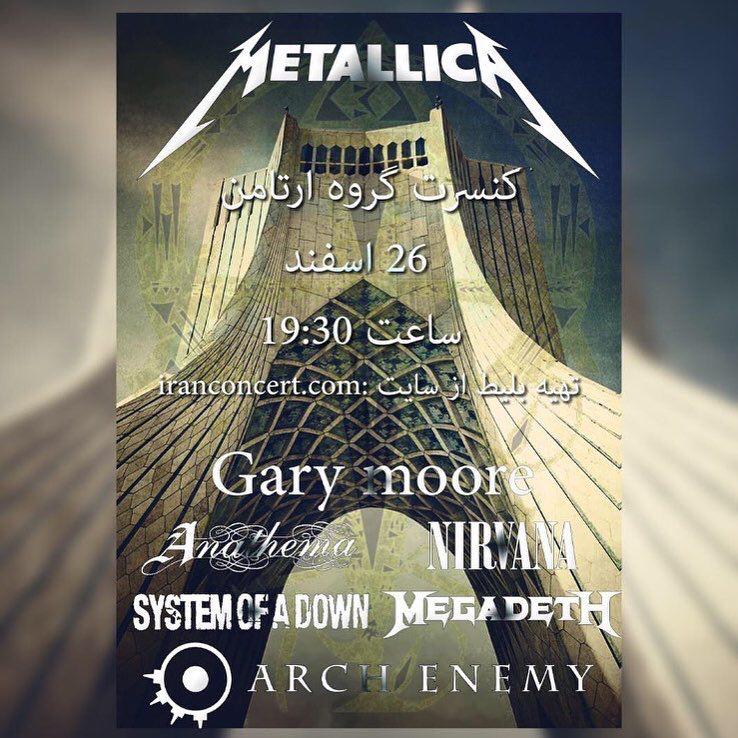 METALLICA
کنسرت گروه ارتامن
26 اسفند
ساعت 19:30
تهیه بلیط از سایت :iranconcert.com
Gary moore
Anathema NIRVANA
SYSTEM OF A DOWN MEGADETH
ARCH ENEMY